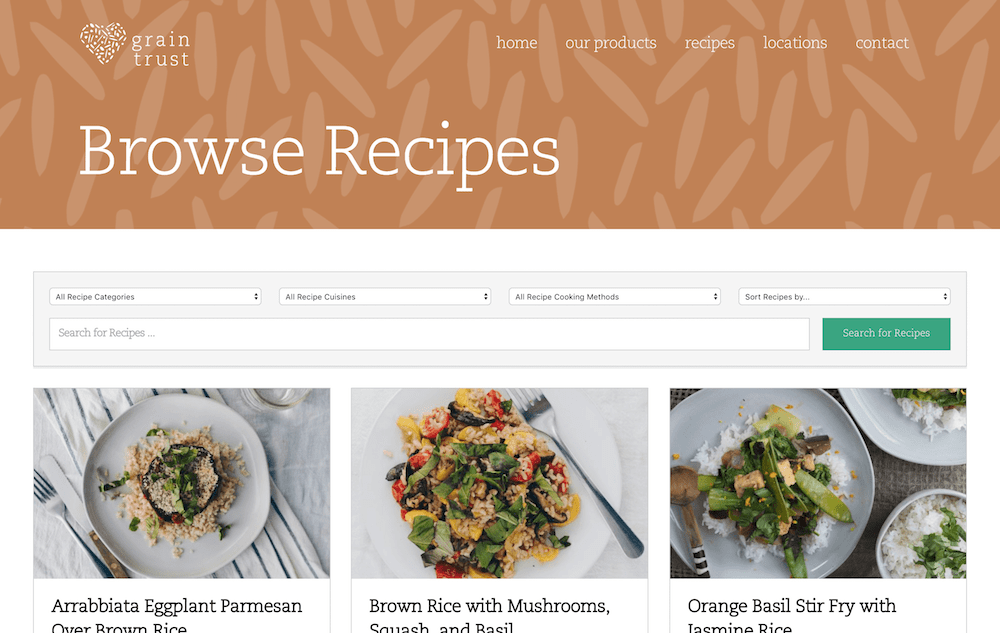 grain
trust
home our products recipes locations contact
Browse Recipes
All Recipe Categories All Recipe Cuisines All Recipe Cooking Methods Sort Recipes by...
Search for Recipes ... Search for Recipes
Arrabbiata Eggplant Parmesan
Over Brown Rice
Brown Rice with Mushrooms,
Squash, and Basil
Orange Basil Stir Fry with
Jasmine Rice